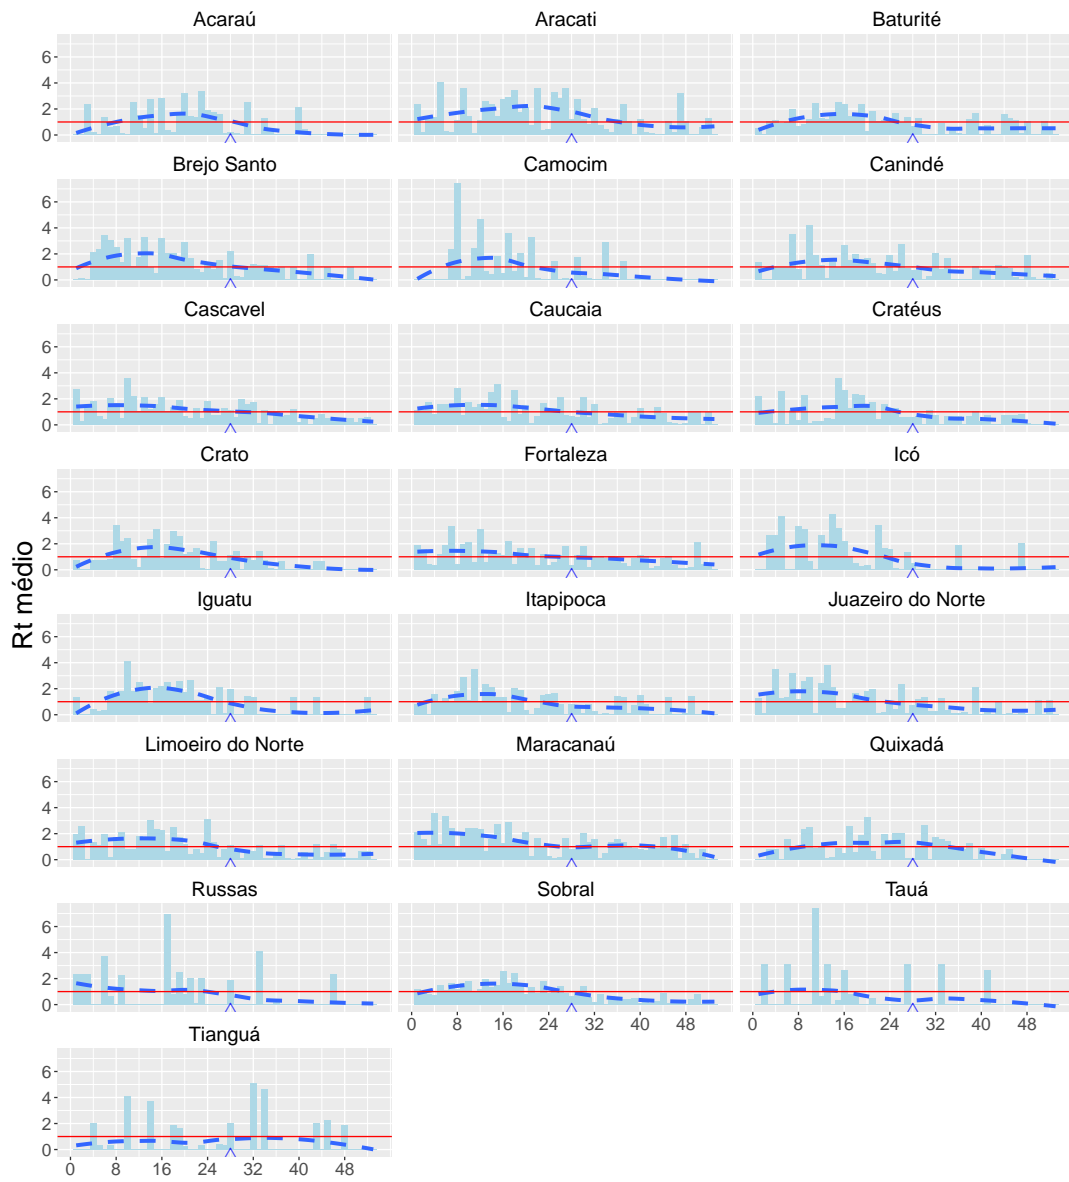 Acaraú Aracati Baturité
6
4
2
0
Brejo Santo Camocim Canindé
6
4
2
0
Cascavel Caucaia Cratéus
6
4
2
0
Crato Fortaleza Icó
6
4
2
0
Rt médio
Iguatu Itapipoca Juazeiro do Norte
6
4
2
0
Limoeiro do Norte Maracanaú Quixadá
6
4
2
0
Russas Sobral Tauá
6
4
2
0
0 8 16 24 32 40 48 0 8 16 24 32 40 48
Tianguá
6
4
2
0
0 8 16 24 32 40 48